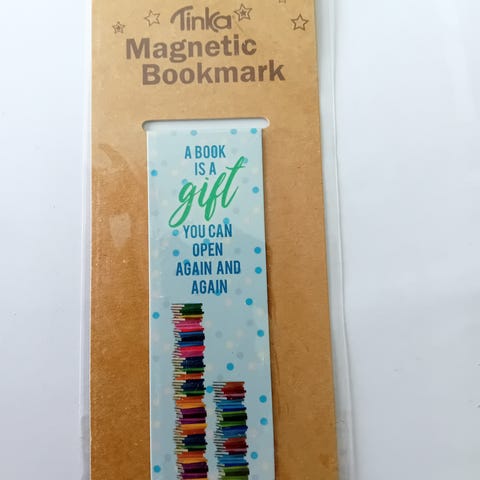 Tinka
Magnetic
Bookmark
A BOOK
IS A
gift
YOU CAN
OPEN
AGAIN AND
AGAIN